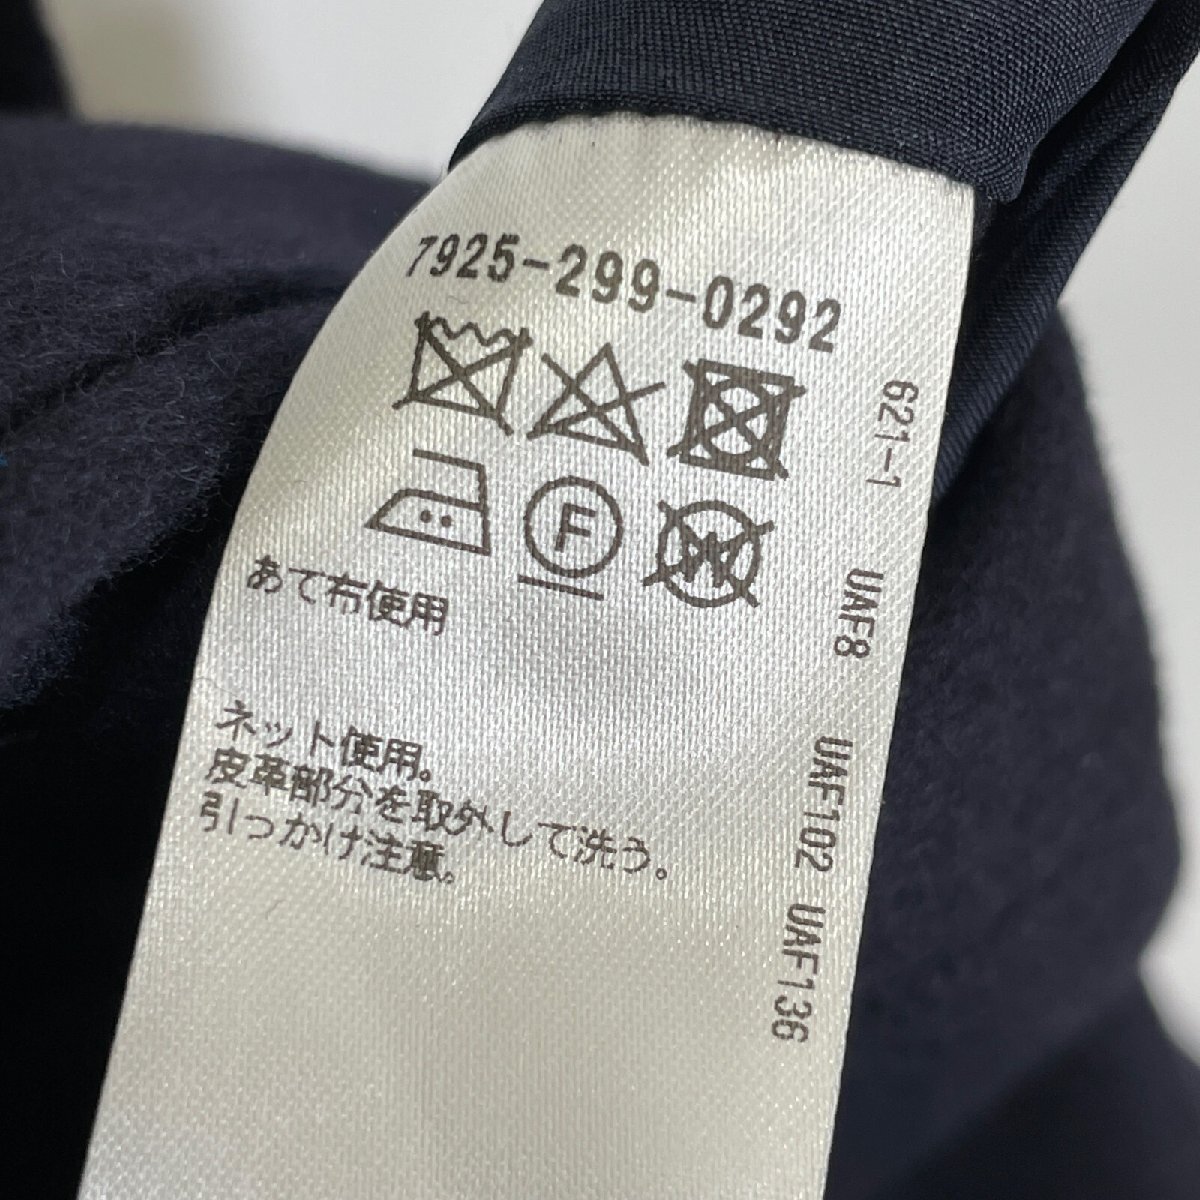 7925-299-0292
F
W
あて布使用
ネット使用。
皮革部分を取外して洗う。
引っかけ注意。
621-1 UAF8 UAF102 UAF136